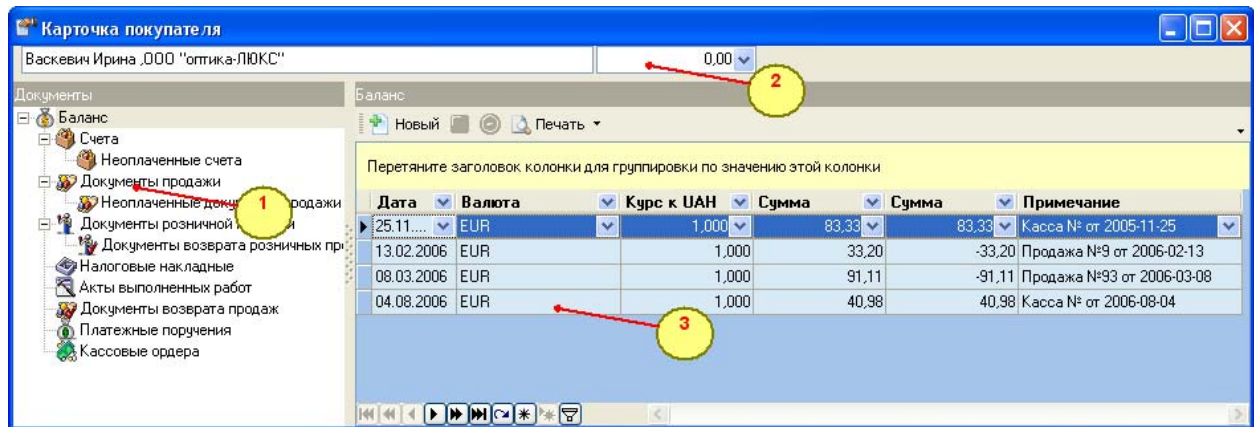 Карточка покупателя
Васкевич Ирина ,ООО "оптика-ЛЮКС" 0,00
2
Документы Баланс
Баланс
Новый Печать
Счета
Неоплаченные счета
Перетяните заголовок колонки для группировки по значению этой колонки
Документы продажи
1
Неоплаченные родажи
Дата Валюта Курс к UAH Сумма Сумма Примечание
Документы розничной и
25.11.... EUR 1,000 83,33 83,33 Касса № от 2005-11-25
Документы возврата розничных
13.02.2006 EUR 1,000 33,20 -33,20 Продажа №9 от 2006-02-13
Налоговые накладные
08.03.2006 EUR 1,000 91,11 -91,11 Продажа №93 от 2006-03-08
Акты выполненных работ
04.08.2006 EUR 1,000 40,98 40,98 Касса № от 2006-08-04
Документы возврата продаж
3
Платежные поручения
Кассовые ордера